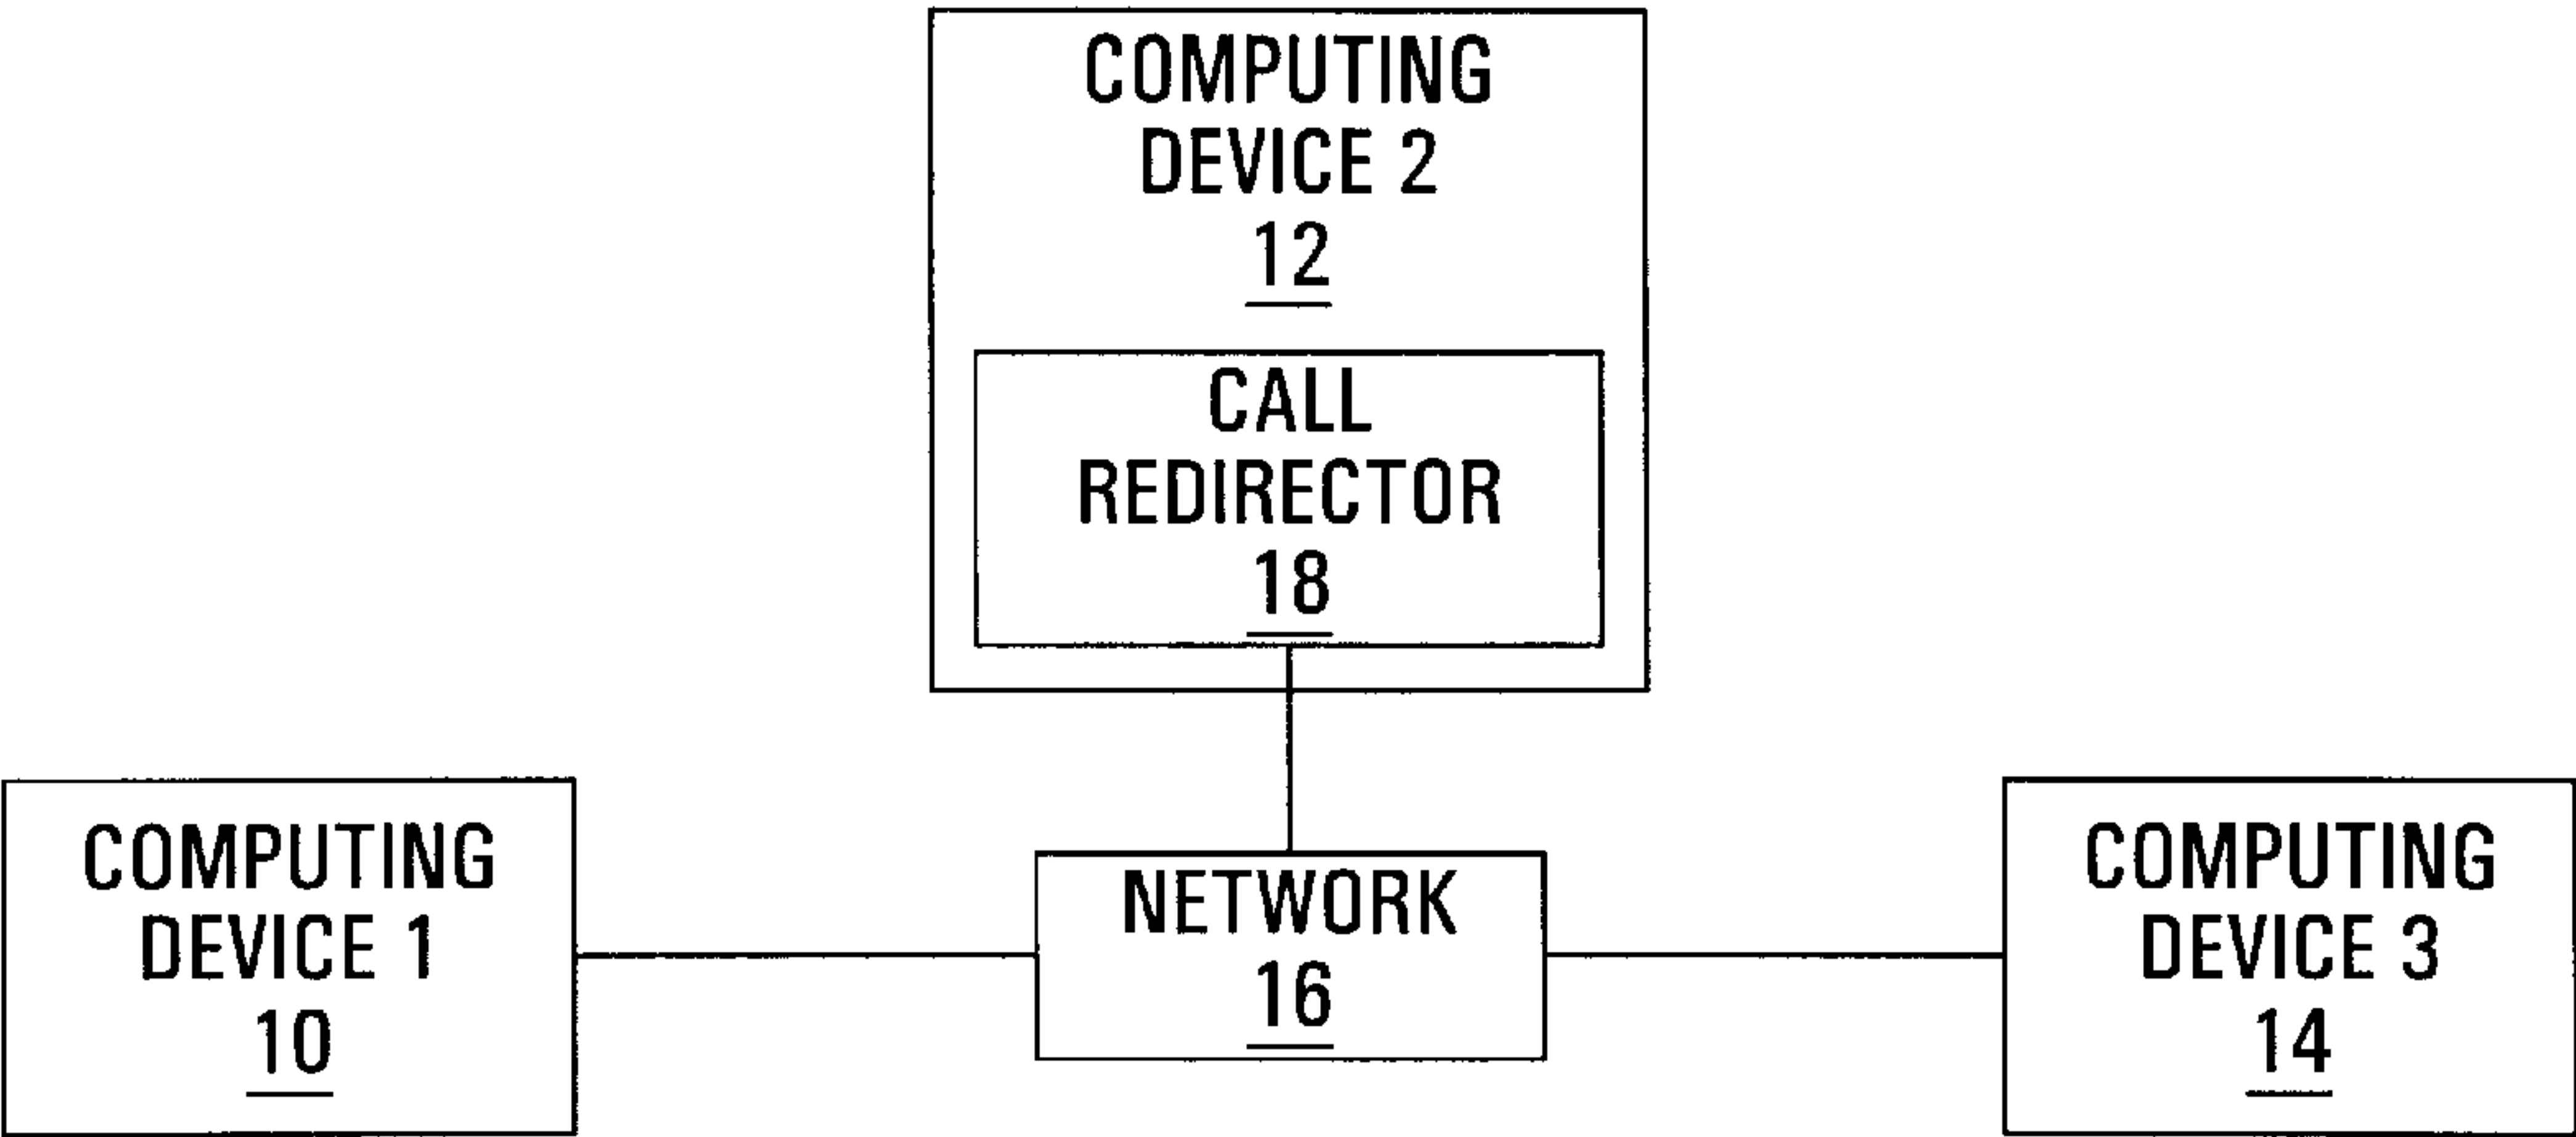 COMPUTING
DEVICE 2
12
CALL
REDIRECTOR
18
COMPUTING
DEVICE 1
10
NETWORK
16
COMPUTING
DEVICE 3
14